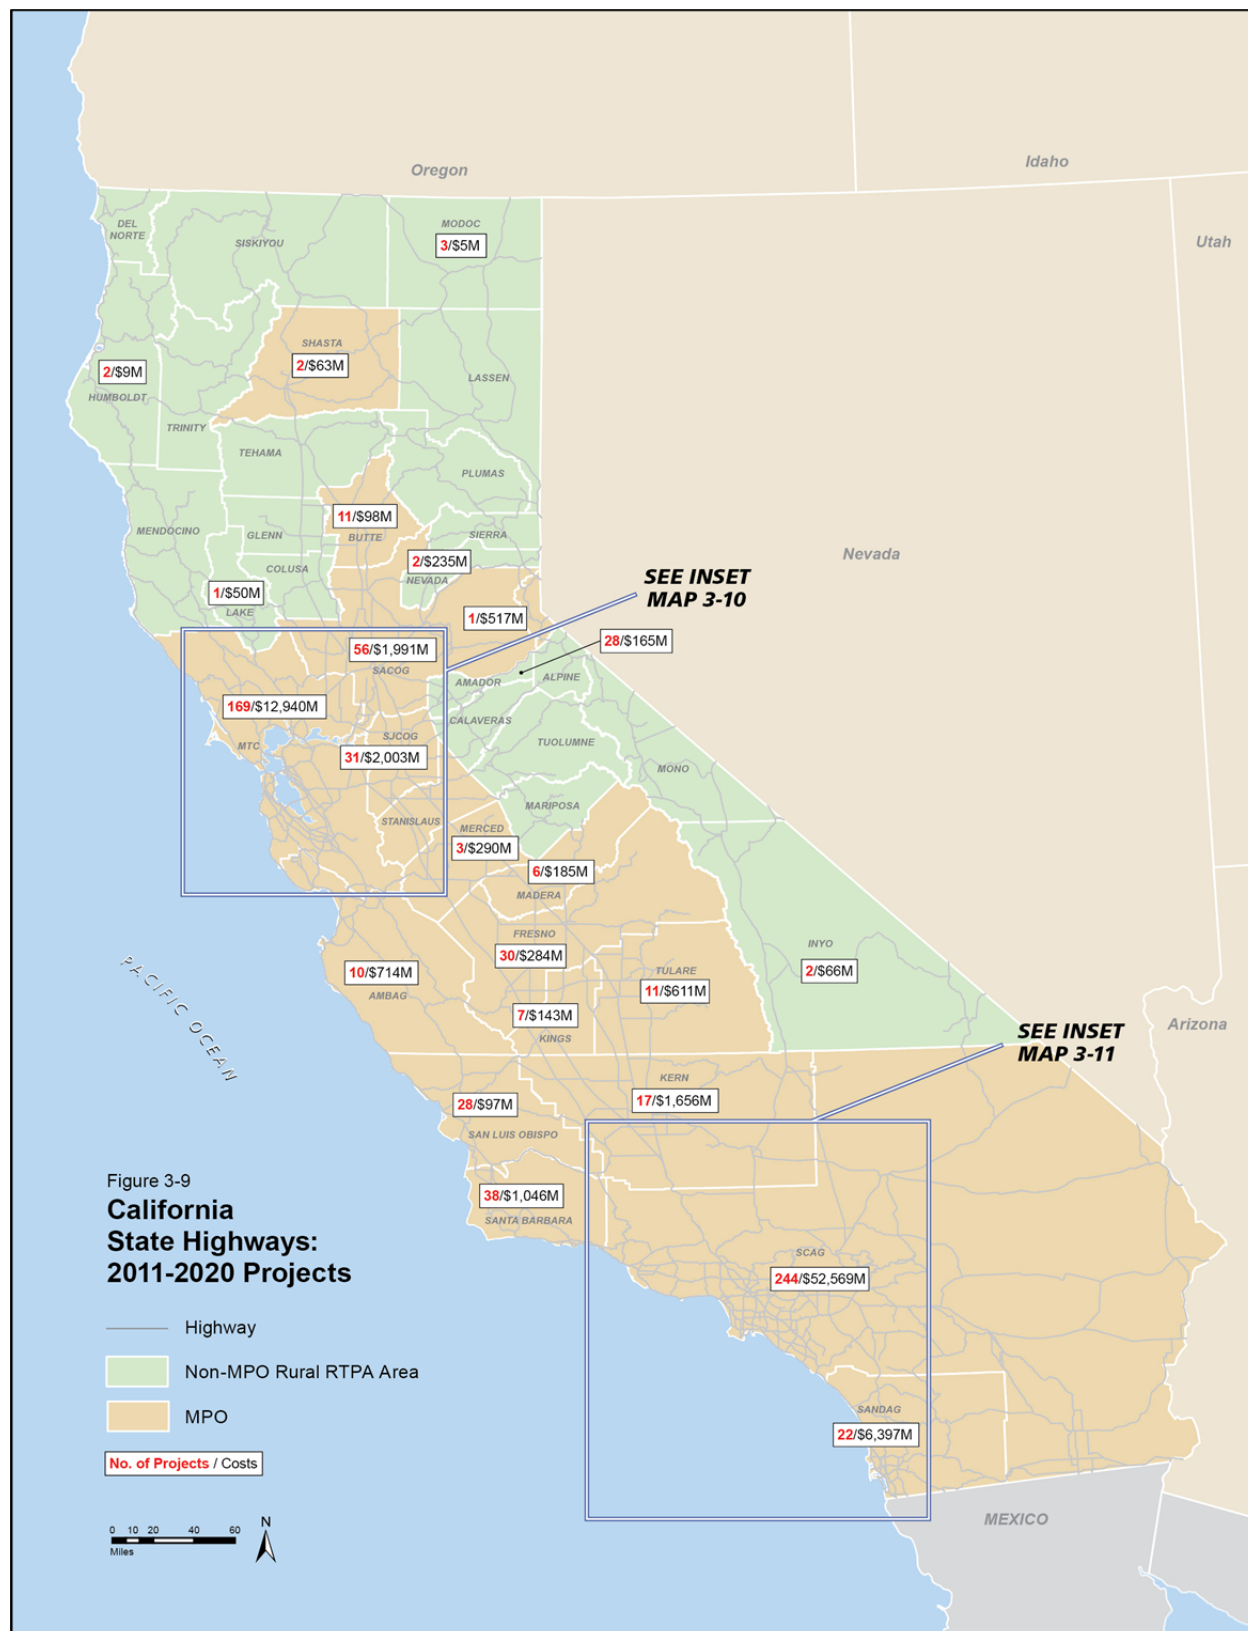 Oregon
Idaho
Utah
Nevada
Arizona
MEXICO
PACIFIC OCEAN
DEL
NORTE
SISKIYOU
MODOC
3/$5M
SHASTA
2/$63M
2/$9M
HUMBOLDT
LASSEN
TRINITY
TEHAMA
PLUMAS
11/$98M
BUTTE
MENDOCINO
GLENN
SIERRA
2/$235M
NEVADA
COLUSA
1/$50M
LAKE
1/$517M
SEE INSET
MAP 3-10
28/$165M
56/$1,991M
SACOG
AMADOR
ALPINE
169/$12,940M
MTC
CALAVERAS
SJCOG
31/$2,003M
TUOLUMNE
MONO
STANISLAUS
MARIPOSA
MERCED
3/$290M
6/$185M
MADERA
FRESNO
30/$284M
INYO
2/$66M
10/$714M
AMBAG
TULARE
11/$611M
7/$143M
KINGS
SEE INSET
MAP 3-11
KERN
17/$1,656M
28/$97M
SAN LUIS OBISPO
38/$1,046M
SANTA BARBARA
SCAG
244/$52,569M
SANDAG
22/$6,397M
Figure 3-9
California
State Highways:
2011-2020 Projects
Highway
Non-MPO Rural RTPA Area
MPO
No. of Projects / Costs
0 10 20 40 60
Miles
N